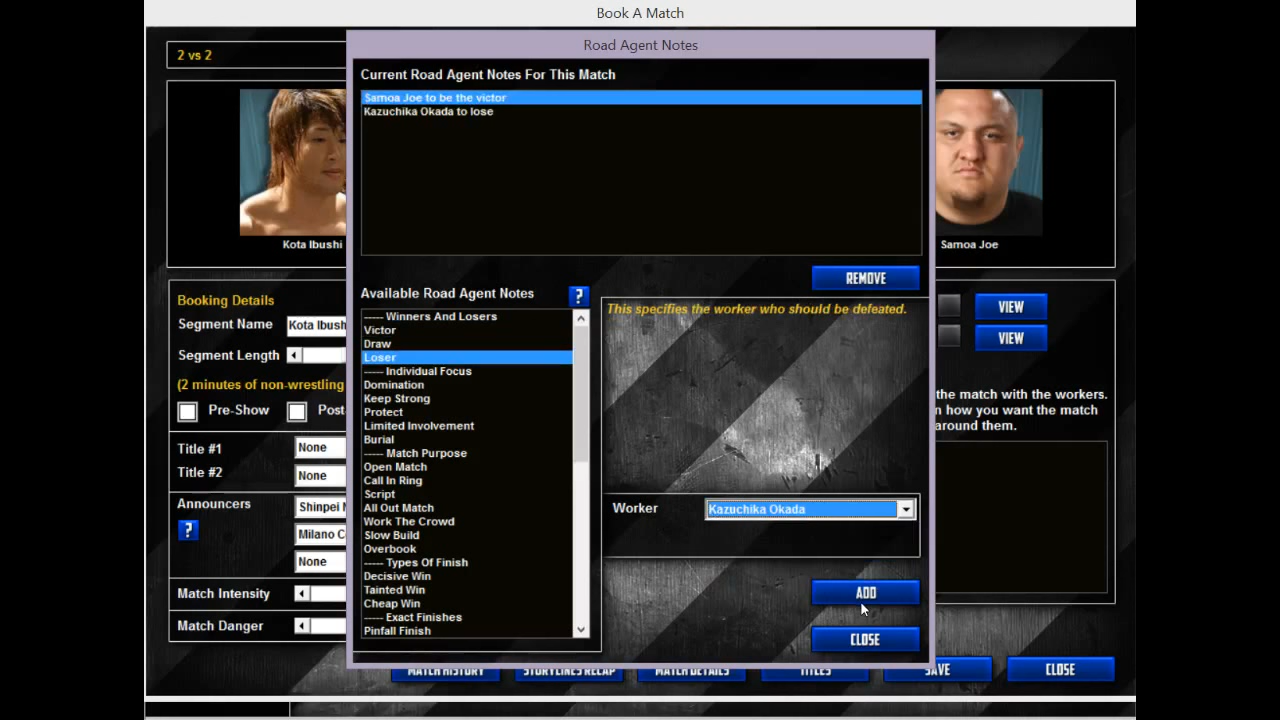 Book A Match
Road Agent Notes
2 vs 2
Current Road Agent Notes For This Match
Samoa Joe to be the victor
Kazuchika Okada to lose
Kota Ibushi
Samoa Joe
REMOVE
Available Road Agent Notes
?
----- Winners And Losers
Victor
Draw
Loser
----- Individual Focus
Domination
Keep Strong
Protect
Limited Involvement
Burial
----- Match Purpose
Open Match
Call In Ring
Script
All Out Match
Work The Crowd
Slow Build
Overbook
----- Types Of Finish
Decisive Win
Tainted Win
Cheap Win
----- Exact Finishes
Pinfall Finish
This specifies the worker who should be defeated.
Worker
Kazuchika Okada
ADD
CLOSE
Booking Details
Segment Name
Kota Ibush
Segment Length
(2 minutes of non-wrestling
Pre-Show
Post
Title #1
None
Title #2
None
Announcers
?
Shinpei
Milano C
None
Match Intensity
Match Danger
VIEW
VIEW
the match with the workers.
n how you want the match
around them.
MATCH HISTORY
STORYLINES RECAP
MATCH DETAILS
TITLES
SAVE
CLOSE